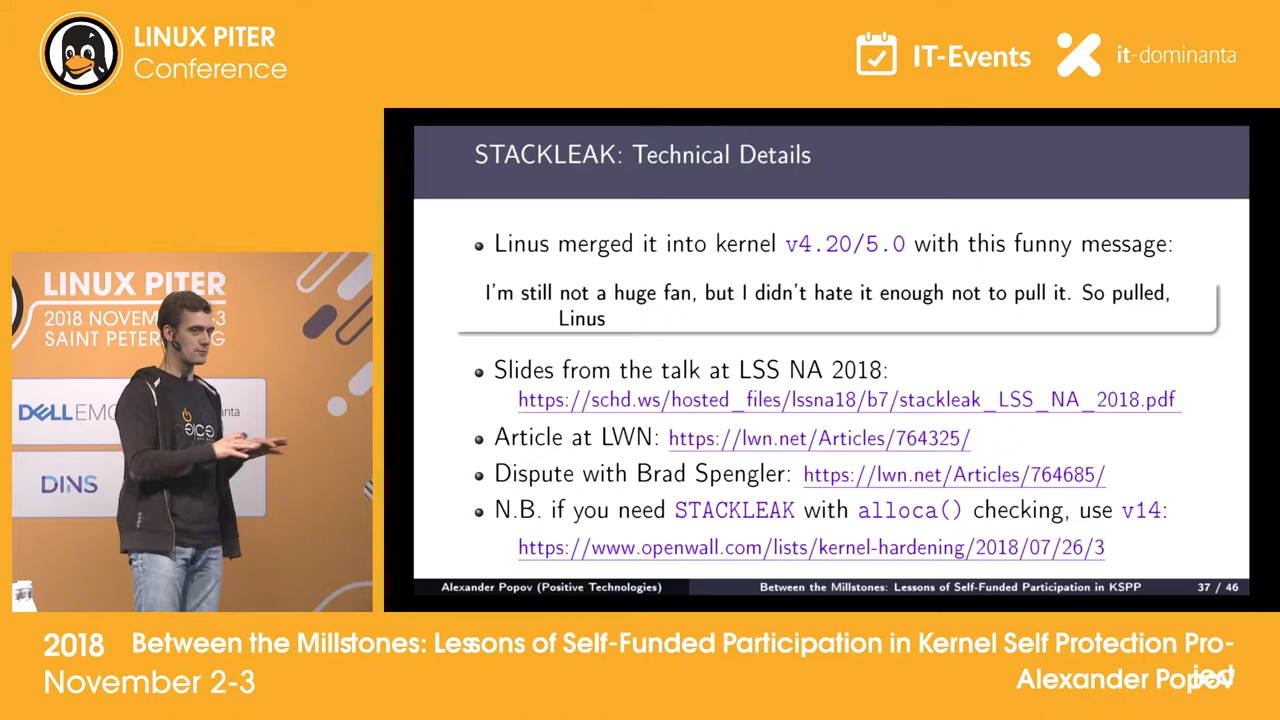 LINUX PITER
Conference
IT-Events
it-dominanta
STACKLEAK: Technical Details
Linus merged it into kernel v4.20/5.0 with this funny message:
I'm still not a huge fan, but I didn't hate it enough not to pull it. So pulled,
Linus
Slides from the talk at LSS NA 2018:
https://schd.ws/hosted_files/lssna18/b7/stackleak_LSS_NA_2018.pdf
Article at LWN: https://lwn.net/Articles/764325/
Dispute with Brad Spengler: https://lwn.net/Articles/764685/
N.B. if you need STACKLEAK with alloca() checking, use v14:
https://www.openwall.com/lists/kernel-hardening/2018/07/26/3
Alexander Popov (Positive Technologies) Between the Millstones: Lessons of Self-Funded Participation in KSPP 37 / 46
LINUX PITER
2018 NOVEM -3
SAINT PETE G
DELL EMC
DINS
2018 Between the Millstones: Lessons of Self-Funded Participation in Kernel Self Protection Pro-
November 2-3 Alexander Popov